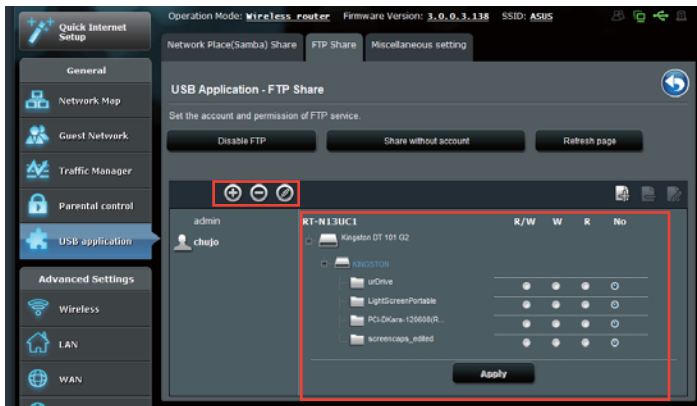 Operation Mode: Wireless router Firmware Version: 3.0.0.3.138 SSID: ASUS
Quick Internet
Setup
Network Place(Samba) Share FTP Share Miscellaneous setting
General
Network Map
Guest Network
Traffic Manager
Parental control
USB application
Advanced Settings
Wireless
LAN
WAN
USB Application - FTP Share
Set the account and permission of FTP service.
Disable FTP Share without account Refresh page
admin
chujo
RT-N13UC1 R/W W R No
Kingston DT 101 G2
KINGSTON
urDrive
LightScreenPortable
PCI-DKara-120608(R...
screencaps_edited
Apply